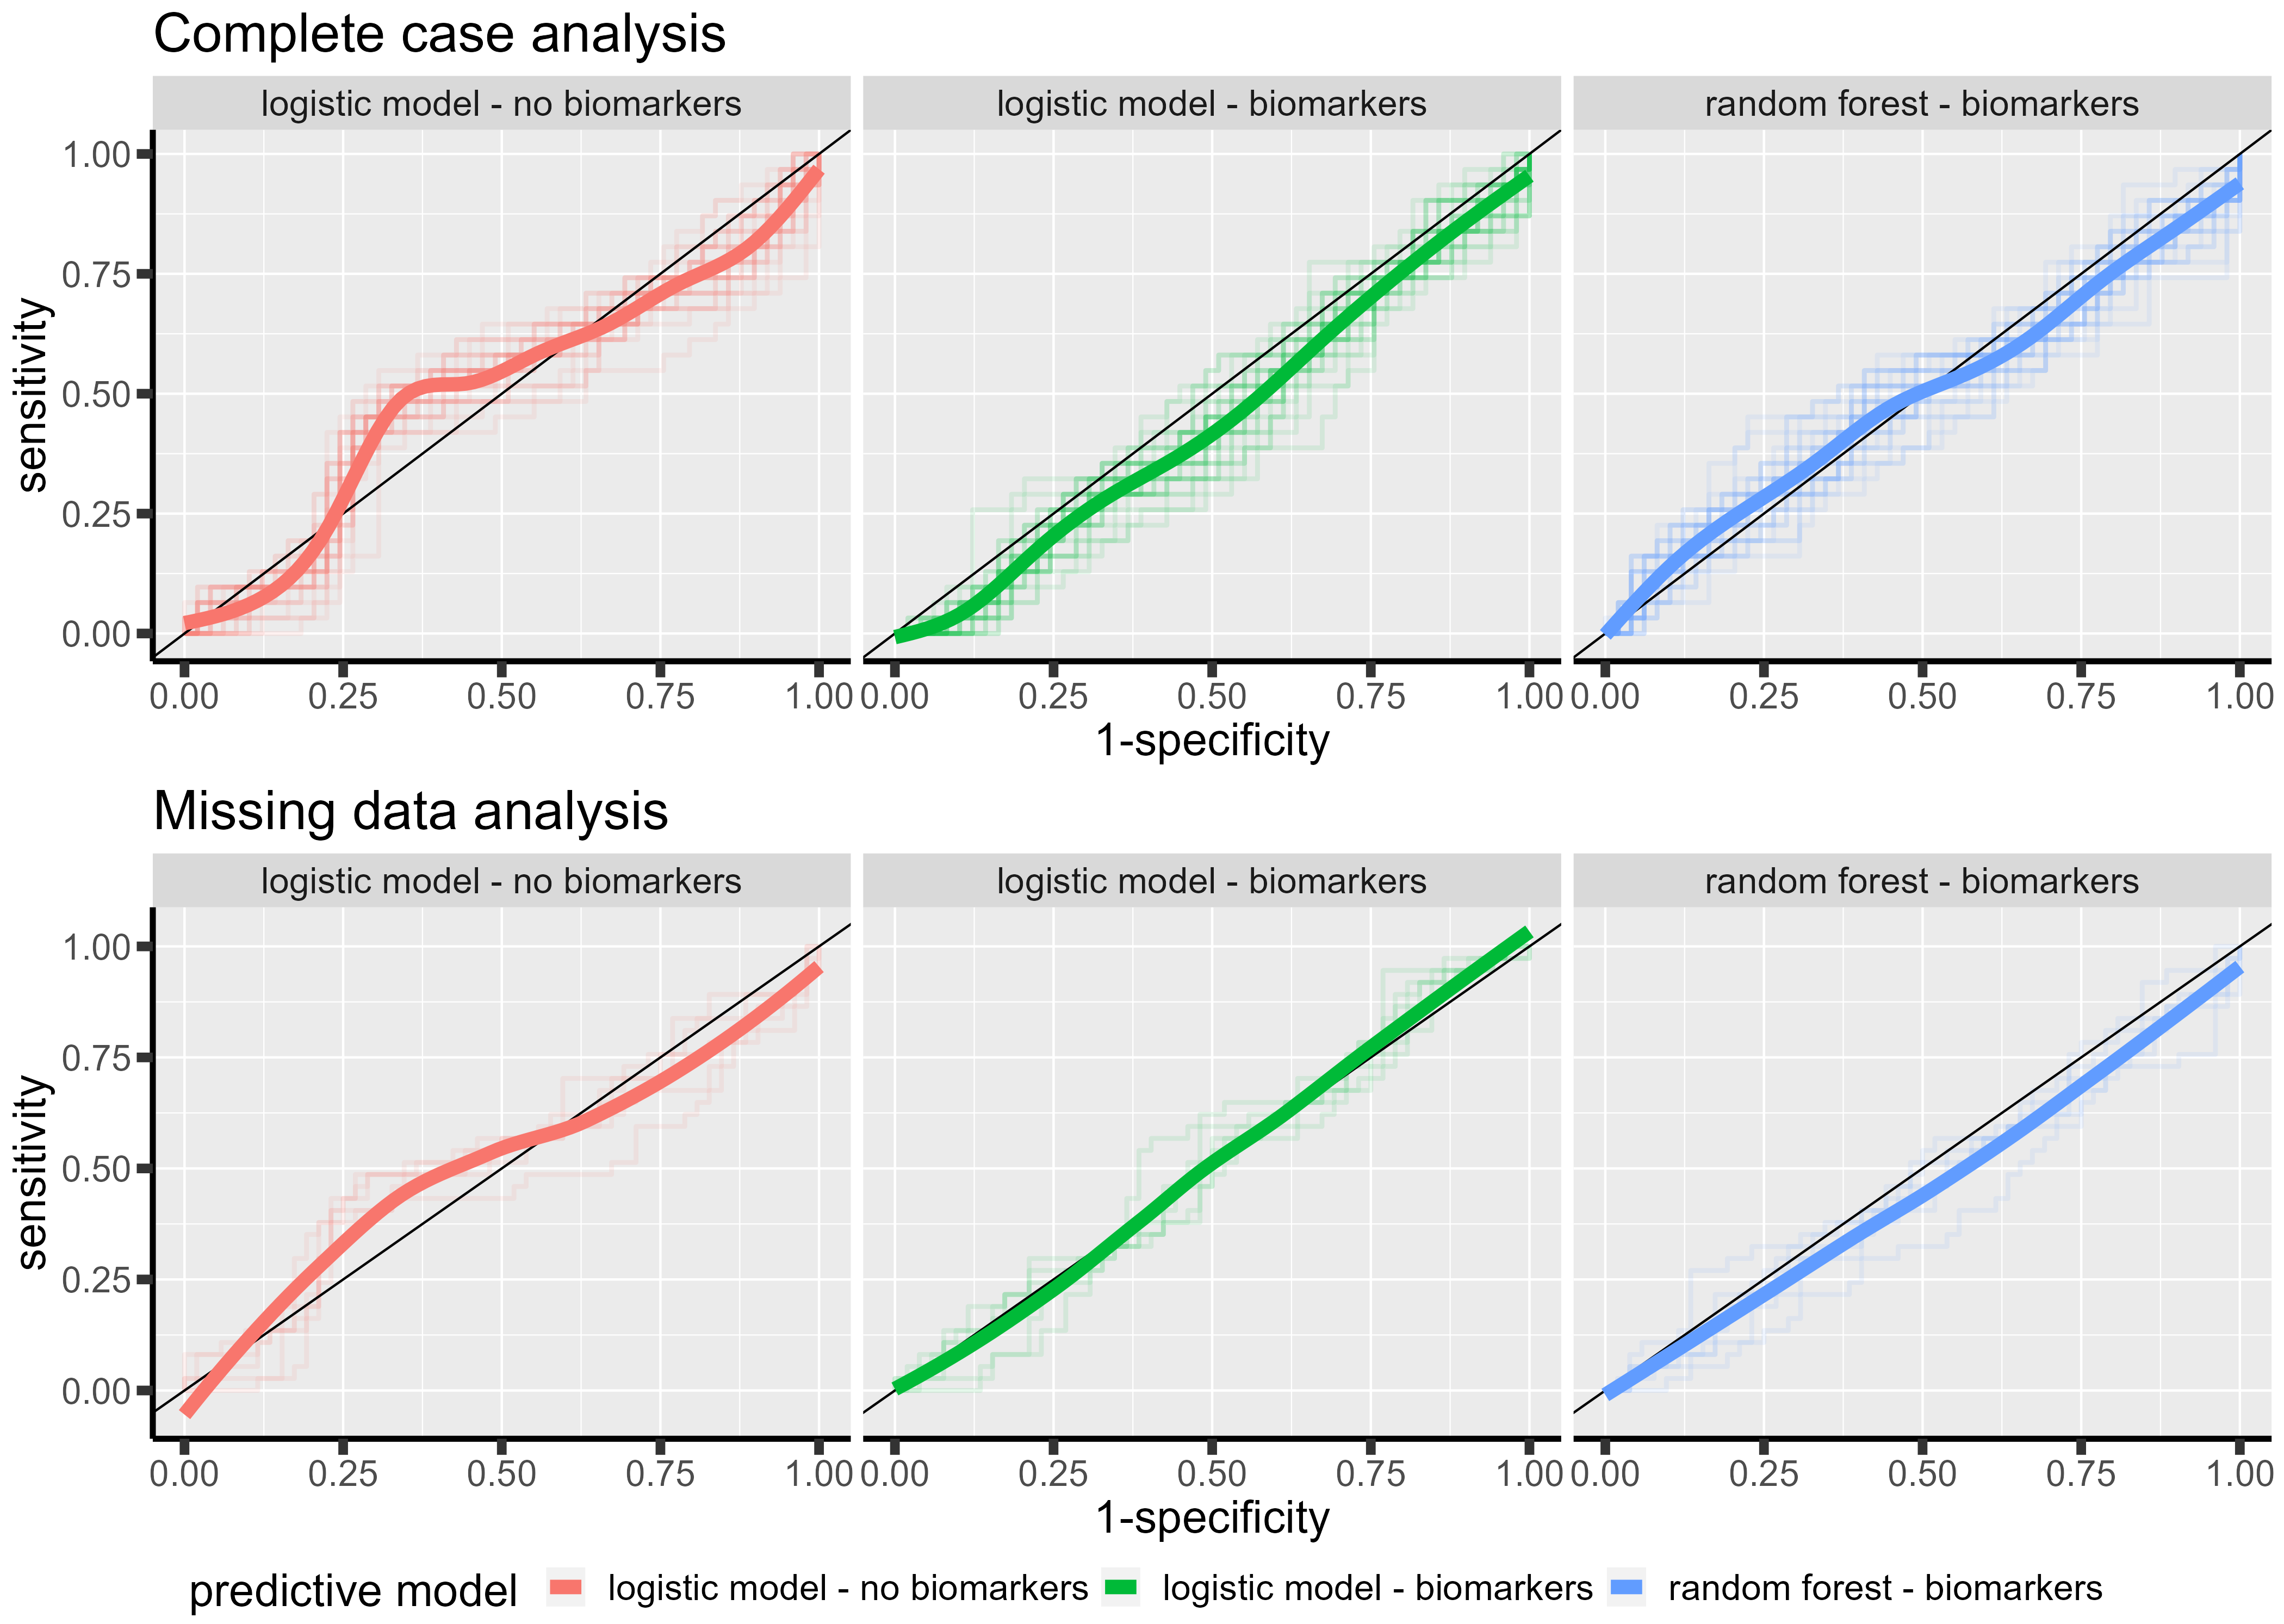 Complete case analysis
logistic model - no biomarkers
logistic model - biomarkers
random forest - biomarkers
sensitivity
1.00
0.75
0.50
0.25
0.00
0.00 0.25 0.50 0.75 1.00
0.00 0.25 0.50 0.75 1.00
0.00 0.25 0.50 0.75 1.00
1-specificity
Missing data analysis
logistic model - no biomarkers
logistic model - biomarkers
random forest - biomarkers
sensitivity
1.00
0.75
0.50
0.25
0.00
0.00 0.25 0.50 0.75 1.00
0.00 0.25 0.50 0.75 1.00
0.00 0.25 0.50 0.75 1.00
1-specificity
predictive model logistic model - no biomarkers logistic model - biomarkers random forest - biomarkers